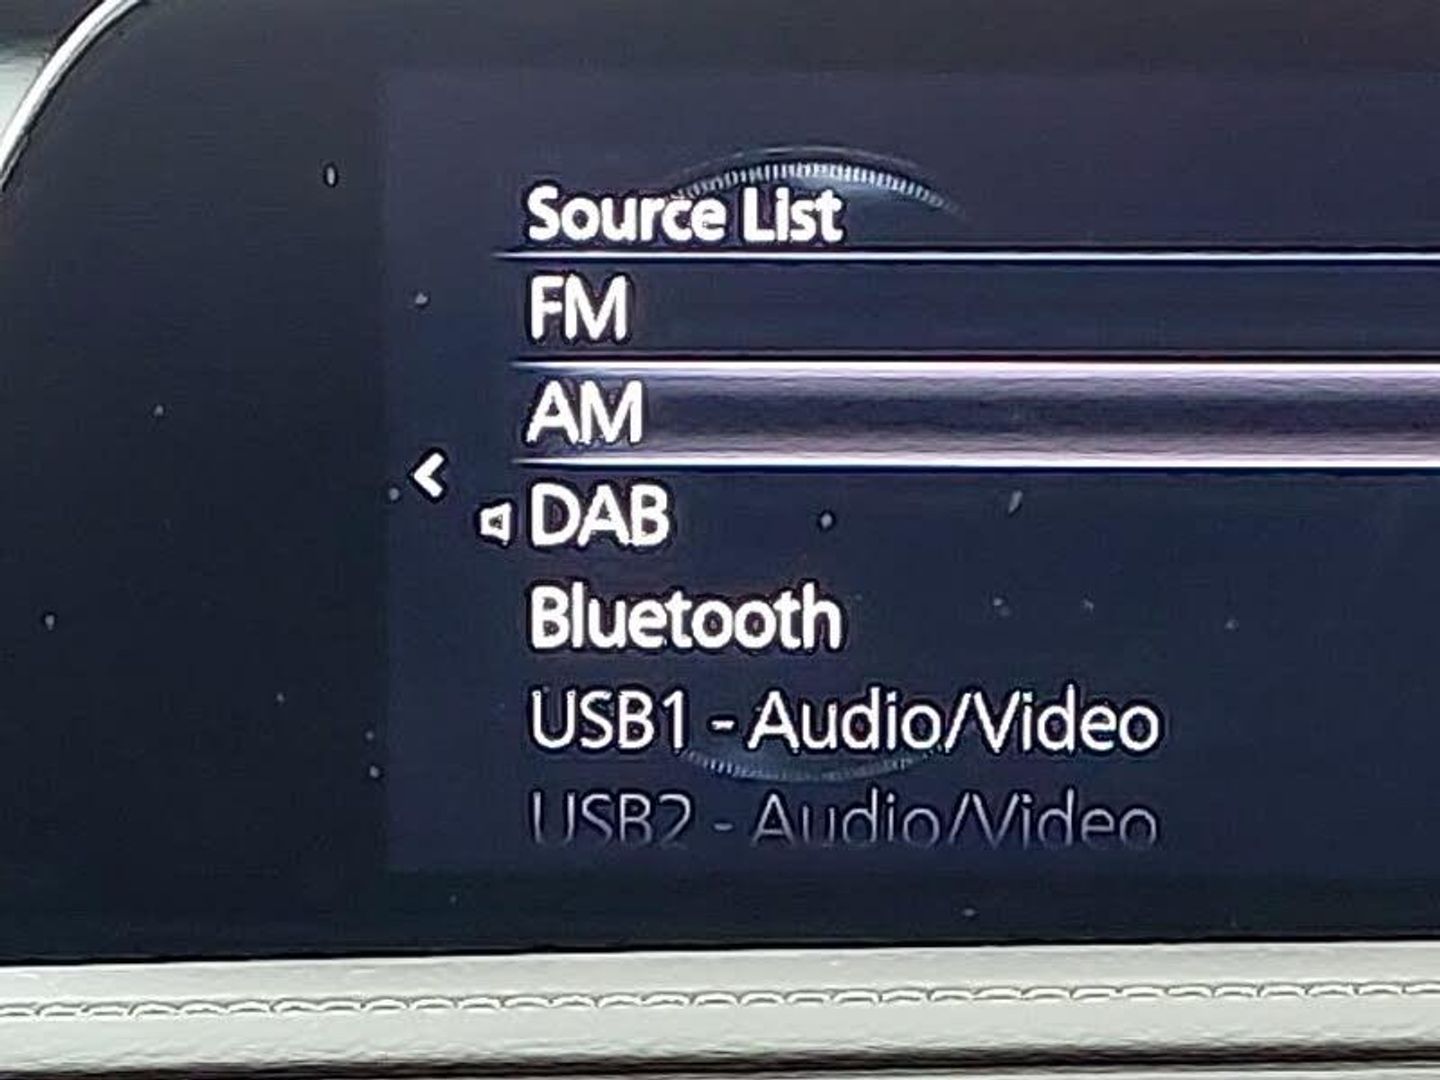 Source List
FM
AM
DAB
Bluetooth
USB1 - Audio/Video
USB2 - Audio/Video